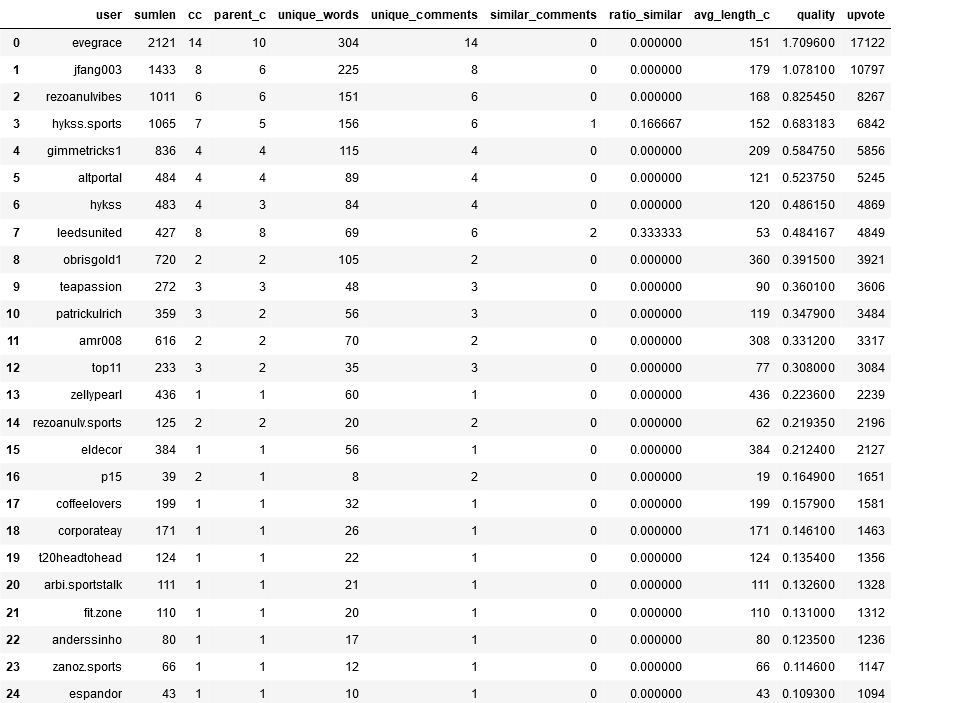 user sumlen cc parent_c unique_words unique_comments similar_comments ratio_similar avg_length_c quality upvote
0 evegrace 2121 14 10 304 14 0 0.000000 151 1.709600 17122
1 jfang003 1433 8 6 225 8 0 0.000000 179 1.078100 10797
2 rezoanulvibes 1011 6 6 151 6 0 0.000000 168 0.825450 8267
3 hykss.sports 1065 7 5 156 6 1 0.166667 152 0.683183 6842
4 gimmetricks1 836 4 4 115 4 0 0.000000 209 0.584750 5856
5 altportal 484 4 4 89 4 0 0.000000 121 0.523750 5245
6 hykss 483 4 3 84 4 0 0.000000 120 0.486150 4869
7 leedsunited 427 8 8 69 6 2 0.333333 53 0.484167 4849
8 obrisgold1 720 2 2 105 2 0 0.000000 360 0.391500 3921
9 teapassion 272 3 3 48 3 0 0.000000 90 0.360100 3606
10 patrickulrich 359 3 2 56 3 0 0.000000 119 0.347900 3484
11 amr008 616 2 2 70 2 0 0.000000 308 0.331200 3317
12 top11 233 3 2 35 3 0 0.000000 77 0.308000 3084
13 zellypearl 436 1 1 60 1 0 0.000000 436 0.223600 2239
14 rezoanulv.sports 125 2 2 20 2 0 0.000000 62 0.219350 2196
15 eldecor 384 1 1 56 1 0 0.000000 384 0.212400 2127
16 p15 39 2 1 8 2 0 0.000000 19 0.164900 1651
17 coffeelovers 199 1 1 32 1 0 0.000000 199 0.157900 1581
18 corporateay 171 1 1 26 1 0 0.000000 171 0.146100 1463
19 t20headtohead 124 1 1 22 1 0 0.000000 124 0.135400 1356
20 arbi.sportstalk 111 1 1 21 1 0 0.000000 111 0.132600 1328
21 fit.zone 110 1 1 20 1 0 0.000000 110 0.131000 1312
22 anderssinho 80 1 1 17 1 0 0.000000 80 0.123500 1236
23 zanoz.sports 66 1 1 12 1 0 0.000000 66 0.114600 1147
24 espandor 43 1 1 10 1 0 0.000000 43 0.109300 1094